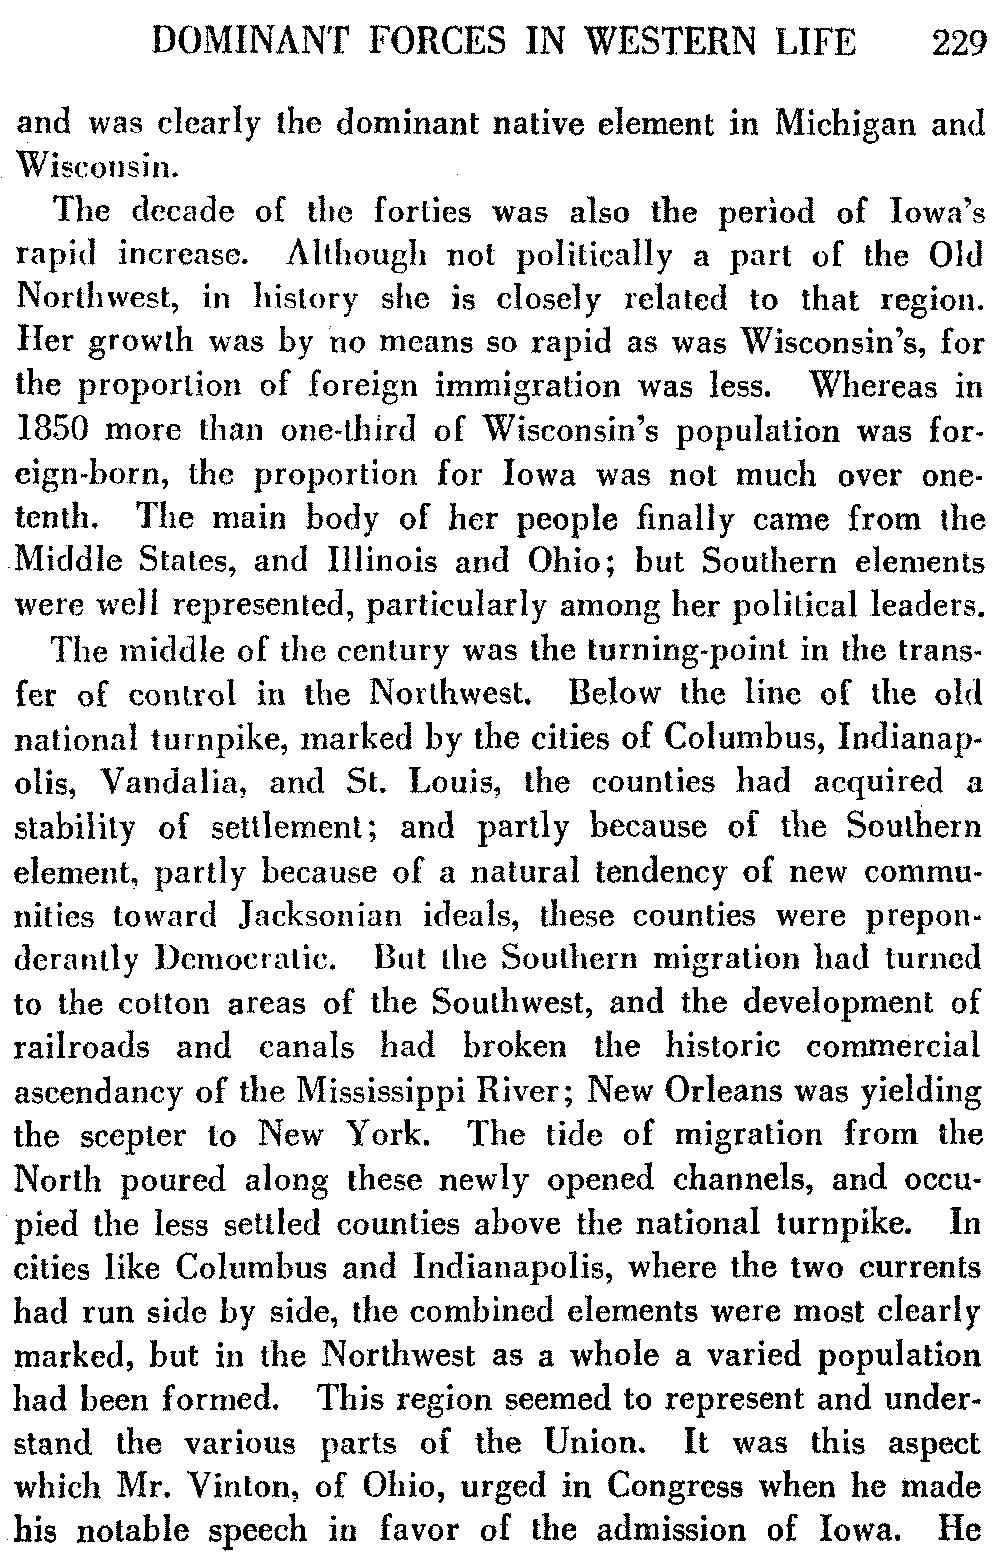 DOMINANT FORCES IN WESTERN LIFE 229
and was clearly the dominant native element in Michigan and
Wisconsin.
The decade of the forties was also the period of Iowa's
rapid increase. Although not politically a part of the Old
Northwest, in history she is closely related to that region.
Her growth was by no means so rapid as was Wisconsin's, for
the proportion of foreign immigration was less. Whereas in
1850 more than one-third of Wisconsin's population was for-
eign-born, the proportion for Iowa was not much over one-
tenth. The main body of her people finally came from the
Middle States, and Illinois and Ohio; but Southern elements
were well represented, particularly among her political leaders.
The middle of the century was the turning-point in the trans-
fer of control in the Northwest. Below the line of the old
national turnpike, marked by the cities of Columbus, Indianap-
olis, Vandalia, and St. Louis, the counties had acquired a
stability of settlement; and partly because of the Southern
element, partly because of a natural tendency of new commu-
nities toward Jacksonian ideals, these counties were prepon-
derantly Democratic. But the Southern migration had turned
to the cotton areas of the Southwest, and the development of
railroads and canals had broken the historic commercial
ascendancy of the Mississippi River; New Orleans was yielding
the scepter to New York. The tide of migration from the
North poured along these newly opened channels, and occu-
pied the less settled counties above the national turnpike. In
cities like Columbus and Indianapolis, where the two currents
had run side by side, the combined elements were most clearly
marked, but in the Northwest as a whole a varied population
had been formed. This region seemed to represent and under-
stand the various parts of the Union. It was this aspect
which Mr. Vinton, of Ohio, urged in Congress when he made
his notable speech in favor of the admission of Iowa. He